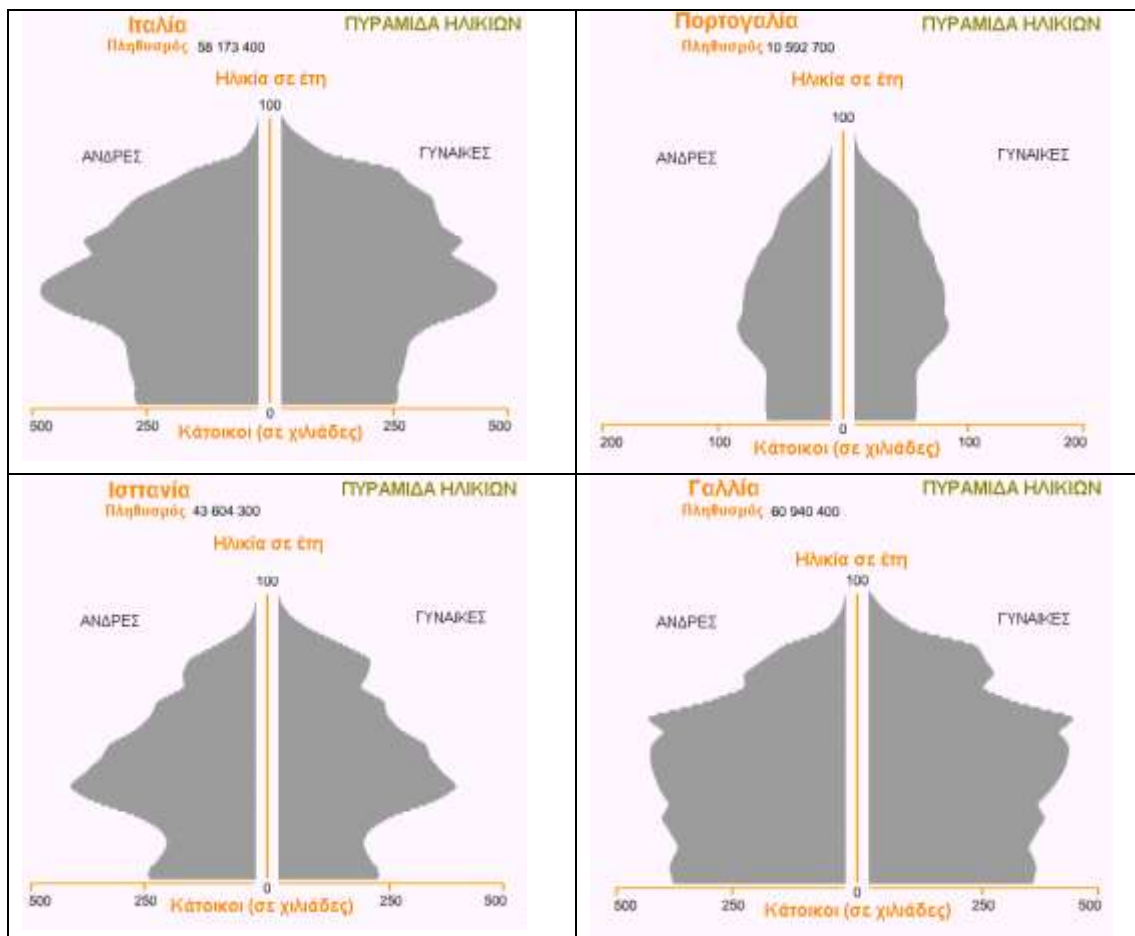 Ιταλία
ΠΥΡΑΜΙΔΑ ΗΛΙΚΙΩΝ
Πληθυσμός 58 173 400
Ηλικία σε έτη
100
ΑΝΔΡΕΣ
ΓΥΝΑΙΚΕΣ
0
500 250 250 500
Κάτοικοι (σε χιλιάδες)
Πορτογαλία
ΠΥΡΑΜΙΔΑ ΗΛΙΚΙΩΝ
Πληθυσμός 10 592 700
Ηλικία σε έτη
100
ΑΝΔΡΕΣ
ΓΥΝΑΙΚΕΣ
0
200 100 100 200
Κάτοικοι (σε χιλιάδες)
Ισπανία
ΠΥΡΑΜΙΔΑ ΗΛΙΚΙΩΝ
Πληθυσμός 43 604 300
Ηλικία σε έτη
100
ΑΝΔΡΕΣ
ΓΥΝΑΙΚΕΣ
0
500 250 250 500
Κάτοικοι (σε χιλιάδες)
Γαλλία
ΠΥΡΑΜΙΔΑ ΗΛΙΚΙΩΝ
Πληθυσμός 60 940 400
Ηλικία σε έτη
100
ΑΝΔΡΕΣ
ΓΥΝΑΙΚΕΣ
0
500 250 250 500
Κάτοικοι (σε χιλιάδες)